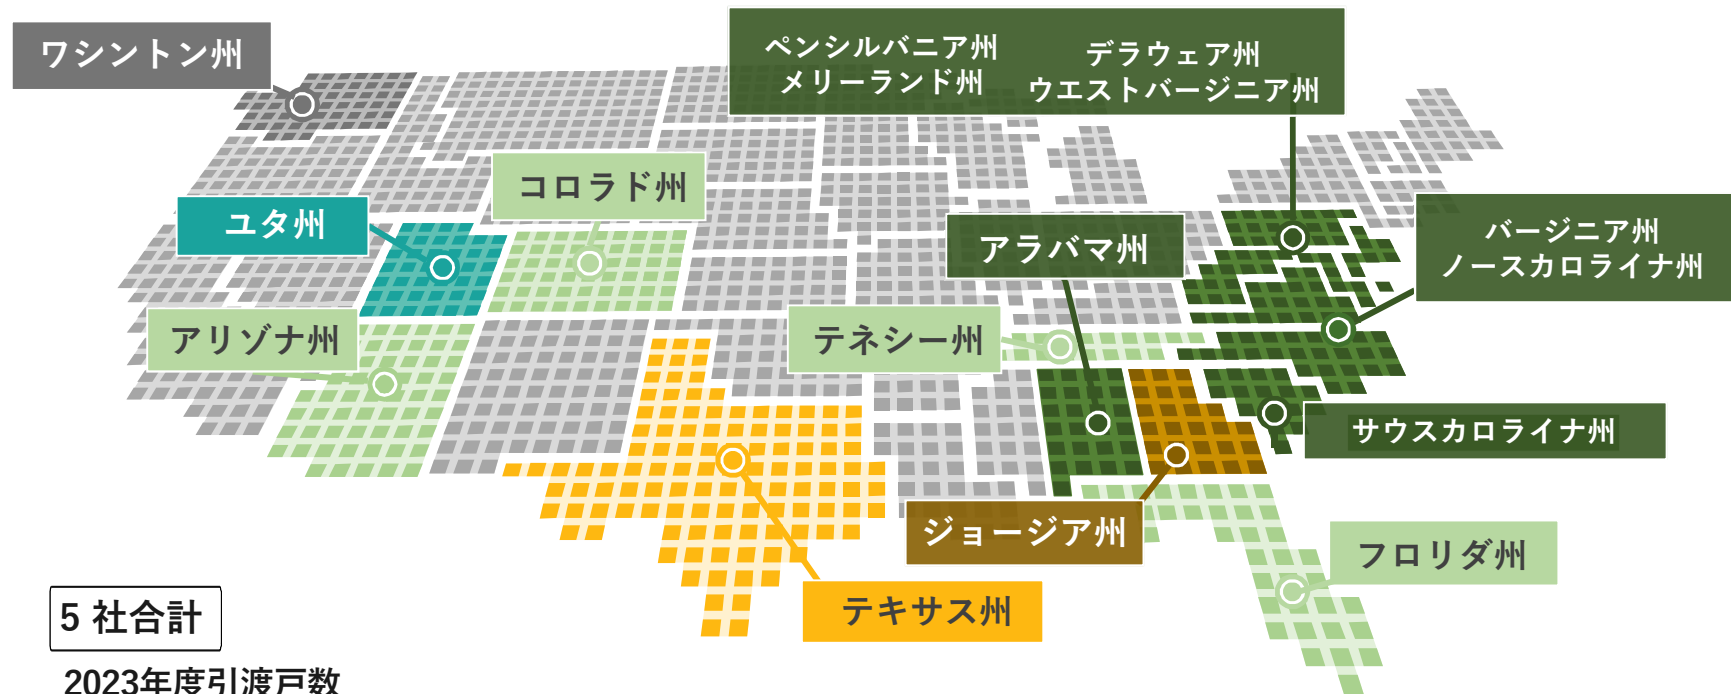 ワシントン州
ペンシルバニア州
メリーランド州
デラウェア州
ウエストバージニア州
コロラド州
ユタ州
アラバマ州
バージニア州
ノースカロライナ州
アリゾナ州
テネシー州
サウスカロライナ州
ジョージア州
フロリダ州
テキサス州
5 社合計
2023年度引渡戸数